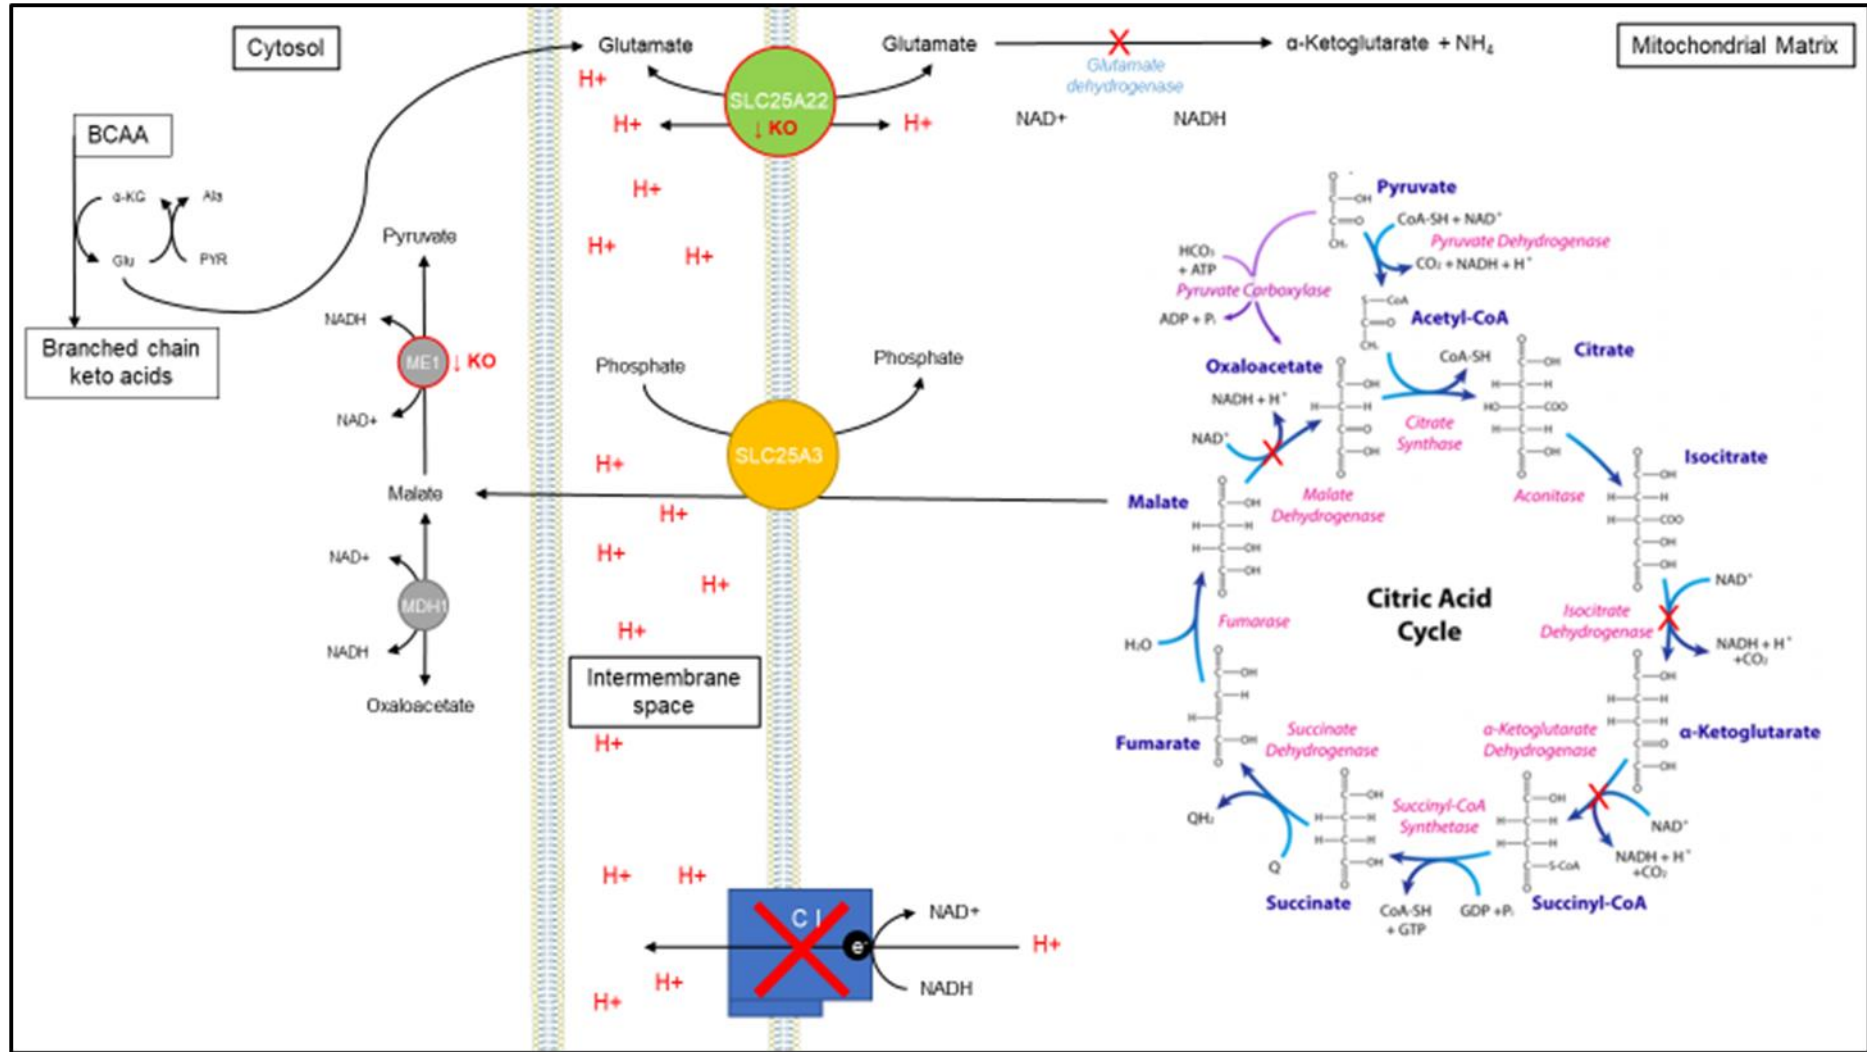 Cytosol
Glutamate
Glutamate
α-Ketoglutarate + NH₄
Mitochondrial Matrix
Glutamate
dehydrogenase
NAD+
NADH
H+
H+
H+
SLC25A22
↓ KO
BCAA
α-KG
Ala
Glu
PYR
Branched chain
keto acids
Pyruvate
NADH
ME1
↓ KO
NAD+
Malate
NAD+
MDH1
NADH
Oxaloacetate
H+
H+
H+
Phosphate
Phosphate
SLC25A3
H+
H+
H+
H+
H+
Intermembrane
space
H+
H+
H+
C I
e⁻
NAD+
NADH
H+
H+
H+
Pyruvate
CoA-SH + NAD⁺
Pyruvate Dehydrogenase
CO₂ + NADH + H⁺
HCO₃
+ ATP
Pyruvate Carboxylase
ADP + Pᵢ
Acetyl-CoA
Oxaloacetate
CoA-SH
Citrate
NADH + H⁺
NAD⁺
Citrate
Synthase
Isocitrate
Aconitase
Malate
Malate
Dehydrogenase
Citric Acid
Cycle
NAD⁺
Isocitrate
Dehydrogenase
NADH + H⁺
+CO₂
Fumarase
H₂O
Fumarate
Succinate
Dehydrogenase
α-Ketoglutarate
Dehydrogenase
α-Ketoglutarate
QH₂
Q
Succinyl-CoA
Synthetase
NAD⁺
NADH + H⁺
+CO₂
Succinate
CoA-SH
+ GTP
GDP +Pᵢ
Succinyl-CoA